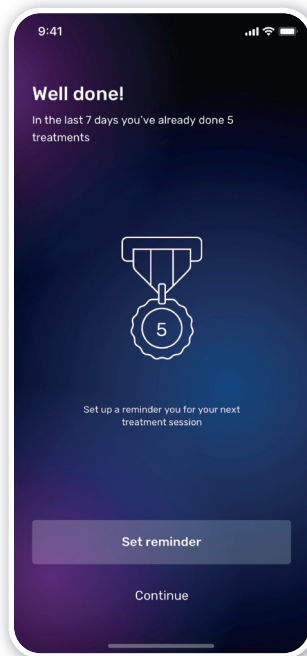 9:41
Well done!
In the last 7 days you've already done 5
treatments
5
Set up a reminder you for your next
treatment session
Set reminder
Continue